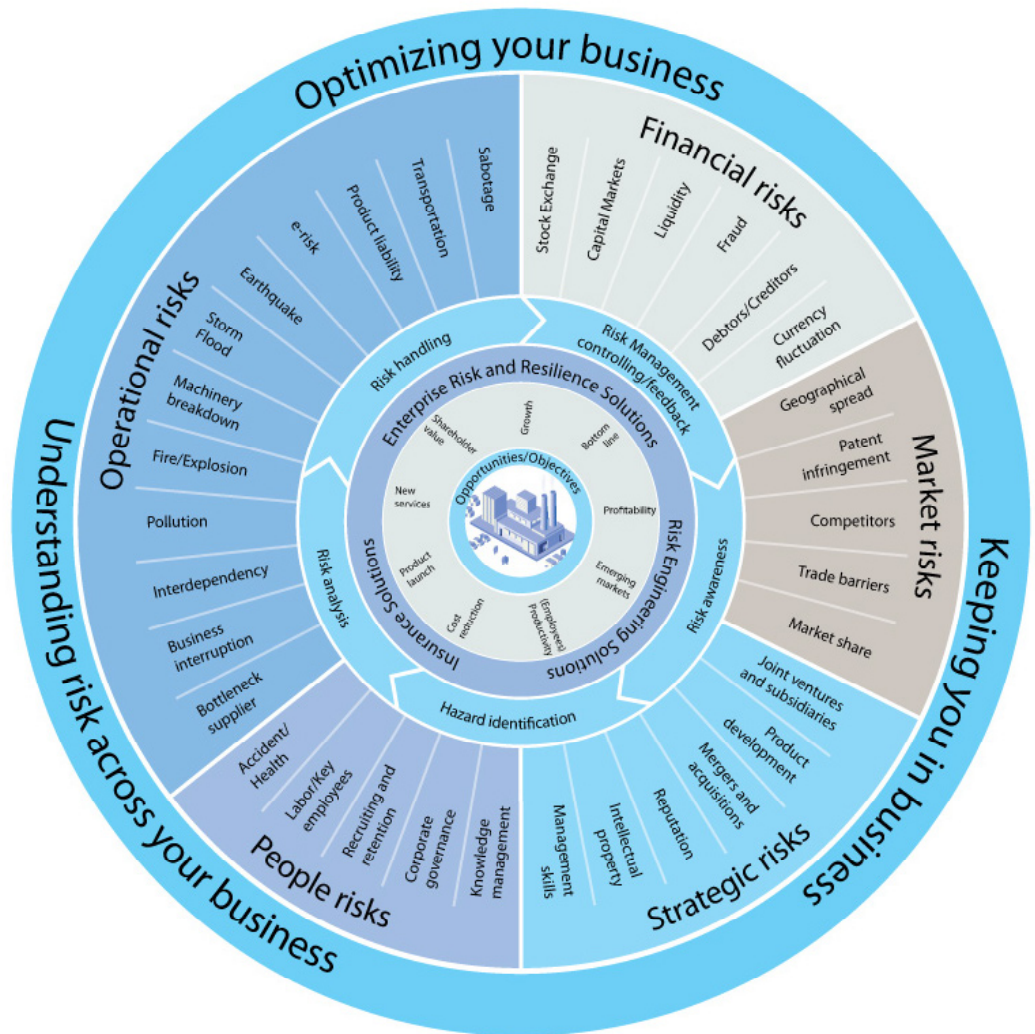 Optimizing your business
Keeping you in business
Understanding risk across your business
Financial risks
Stock Exchange
Capital Markets
Liquidity
Fraud
Debtors/Creditors
Currency
fluctuation
Market risks
Geographical
spread
Patent
infringement
Competitors
Trade barriers
Market share
Strategic risks
Joint ventures
and subsidiaries
Product
development
Mergers and
acquisitions
Reputation
Intellectual
property
Management
skills
People risks
Knowledge
management
Corporate
governance
Recruiting and
retention
Labor/Key
employees
Accident/
Health
Operational risks
Bottleneck
supplier
Business
interruption
Interdependency
Pollution
Fire/Explosion
Machinery
breakdown
Storm
Flood
Earthquake
e-risk
Product liability
Transportation
Sabotage
Risk handling
Risk Management
controlling/feedback
Risk awareness
Hazard identification
Risk analysis
Enterprise Risk and Resilience Solutions
Risk Engineering Solutions
Insurance Solutions
Growth
Bottom
line
Profitability
Emerging
markets
(Employees)
Productivity
Cost
reduction
Product
launch
New
services
Shareholder
value
Opportunities/Objectives